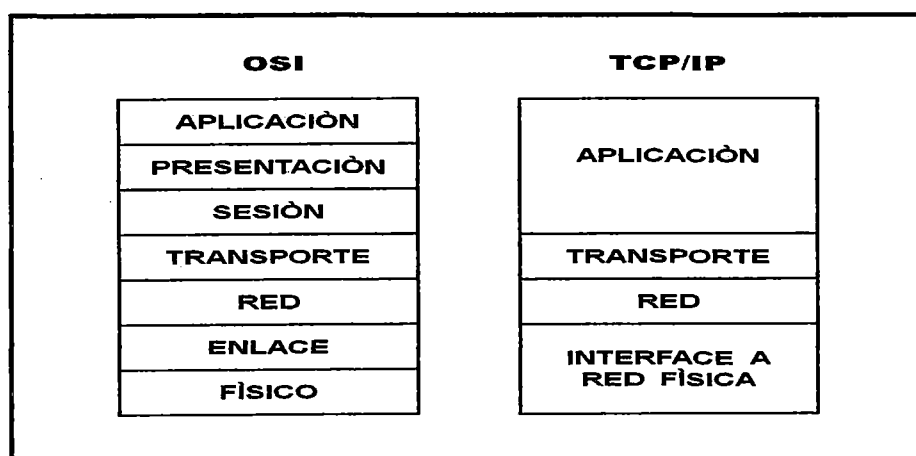 OSI
APLICACIÒN
PRESENTACIÒN
SESIÒN
TRANSPORTE
RED
ENLACE
FÌSICO
TCP/IP
APLICACIÒN
TRANSPORTE
RED
INTERFACE A
RED FÌSICA